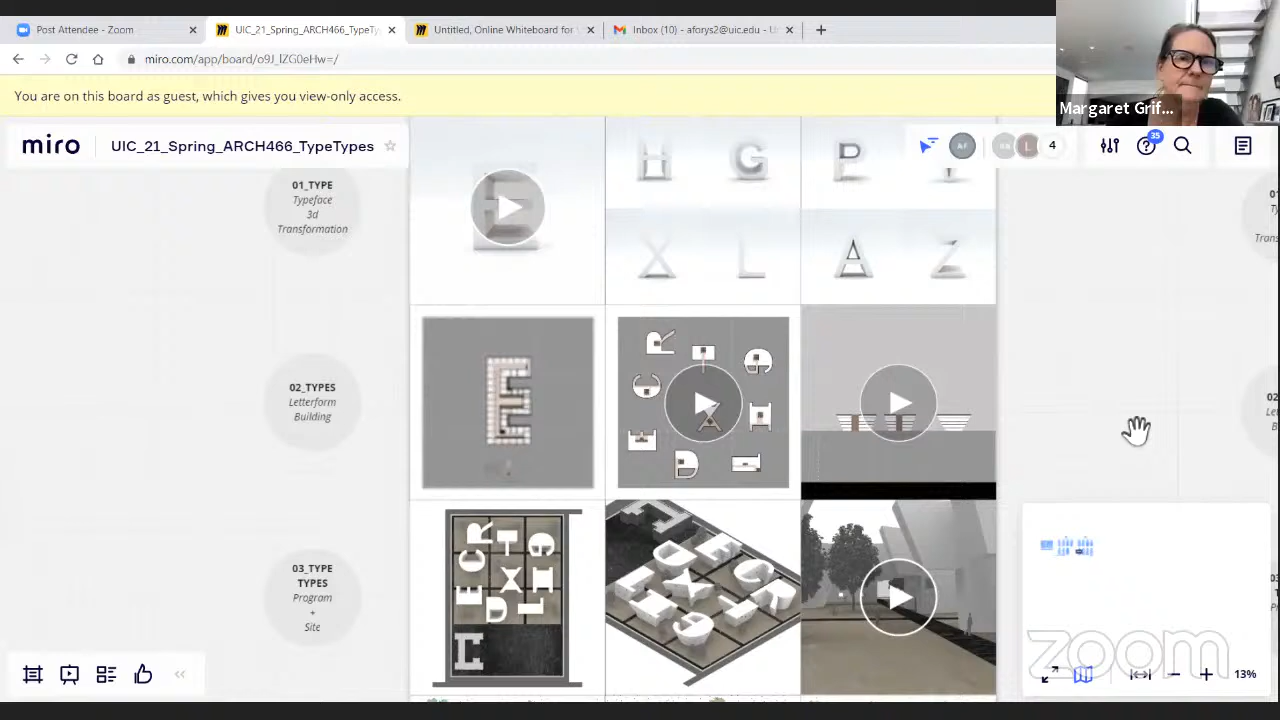 Post Attendee - Zoom
UIC_21_Spring_ARCH466_TypeTy
Untitled, Online Whiteboard for
Inbox (10) - aforys2@uic.edu - U
miro.com/app/board/o9J_lZG0eHw=/
You are on this board as guest, which gives you view-only access.
Margaret Grif...
miro
UIC_21_Spring_ARCH466_TypeTypes
AF
4
35
01_TYPE
Typeface
3d
Transformation
E
H G P
X L A Z
02_TYPES
Letterform
Building
E
03_TYPE
TYPES
Program
+
Site
zoom
13%